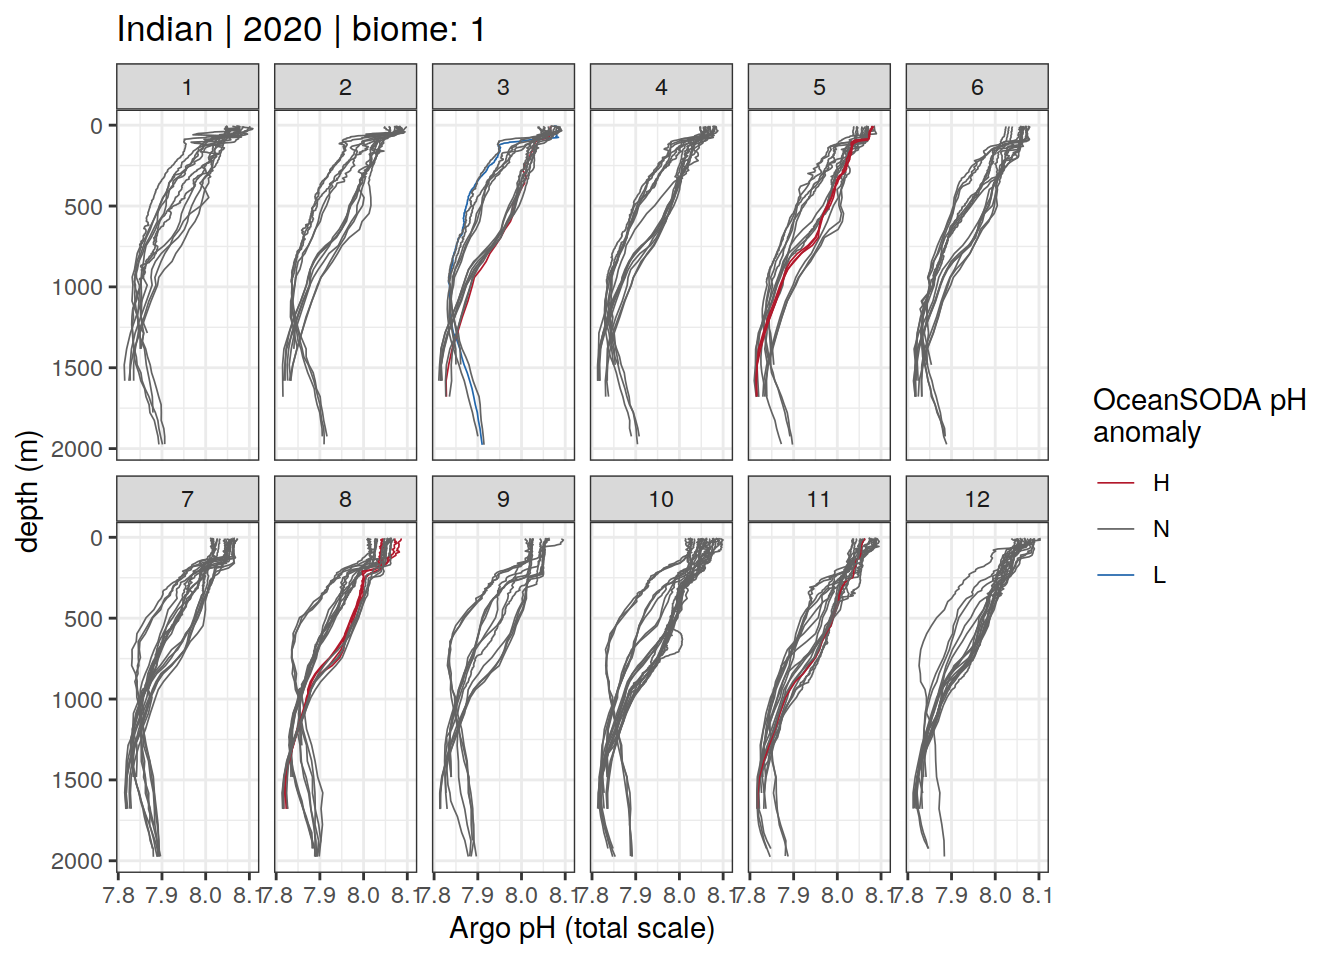 Indian | 2020 | biome: 1
1 2 3 4 5 6
0
500
1000
1500
2000
7 8 9 10 11 12
0
500
1000
1500
2000
7.8 7.9 8.0 8.1 7.8 7.9 8.0 8.1 7.8 7.9 8.0 8.1 7.8 7.9 8.0 8.1 7.8 7.9 8.0 8.1 7.8 7.9 8.0 8.1
Argo pH (total scale)
depth (m)
OceanSODA pH
anomaly
H
N
L